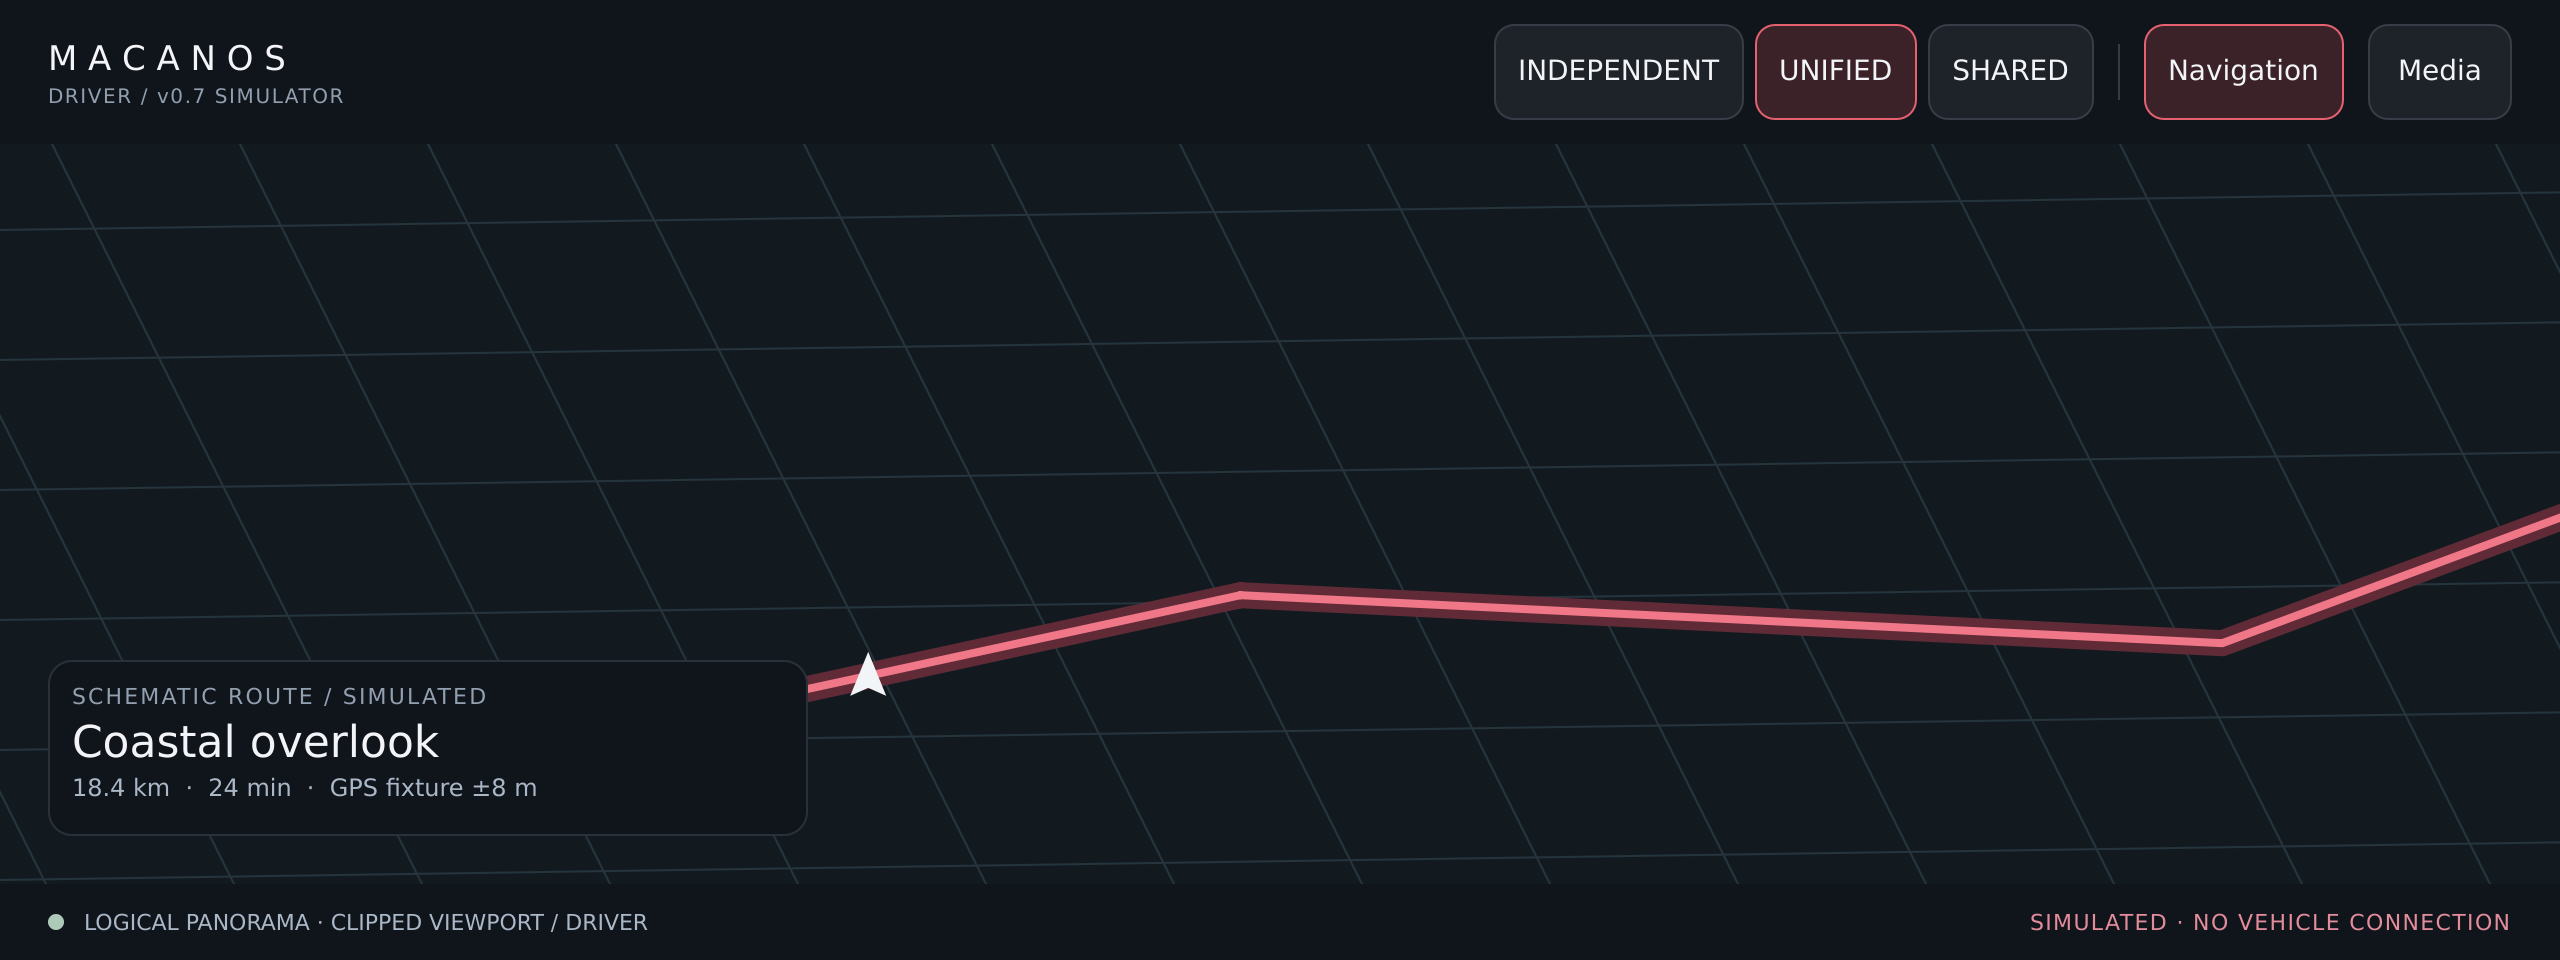 MACANOS
DRIVER / v0.7 SIMULATOR
INDEPENDENT
UNIFIED
SHARED
Navigation
Media
SCHEMATIC ROUTE / SIMULATED
Coastal overlook
18.4 km · 24 min · GPS fixture ±8 m
LOGICAL PANORAMA · CLIPPED VIEWPORT / DRIVER
SIMULATED · NO VEHICLE CONNECTION